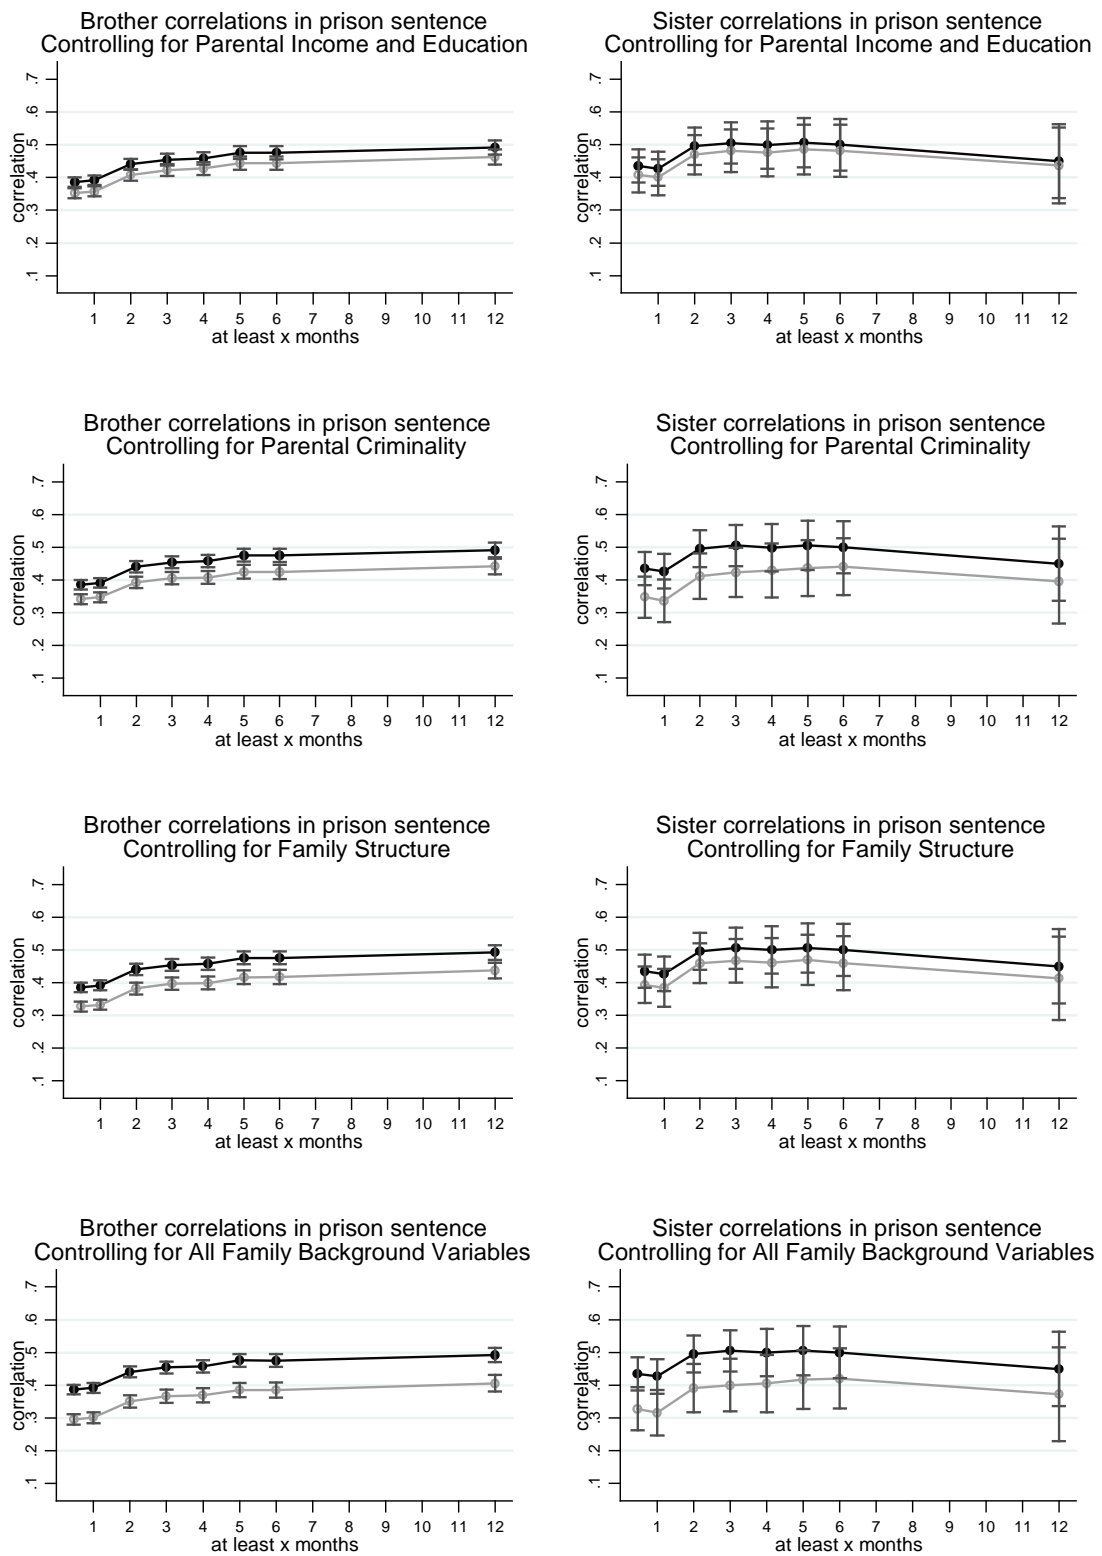 Brother correlations in prison sentence
Controlling for Parental Income and Education
correlation
.7
.6
.5
.4
.3
.2
.1
1 2 3 4 5 6 7 8 9 10 11 12
at least x months
Sister correlations in prison sentence
Controlling for Parental Income and Education
correlation
.7
.6
.5
.4
.3
.2
.1
1 2 3 4 5 6 7 8 9 10 11 12
at least x months
Brother correlations in prison sentence
Controlling for Parental Criminality
correlation
.7
.6
.5
.4
.3
.2
.1
1 2 3 4 5 6 7 8 9 10 11 12
at least x months
Sister correlations in prison sentence
Controlling for Parental Criminality
correlation
.7
.6
.5
.4
.3
.2
.1
1 2 3 4 5 6 7 8 9 10 11 12
at least x months
Brother correlations in prison sentence
Controlling for Family Structure
correlation
.7
.6
.5
.4
.3
.2
.1
1 2 3 4 5 6 7 8 9 10 11 12
at least x months
Sister correlations in prison sentence
Controlling for Family Structure
correlation
.7
.6
.5
.4
.3
.2
.1
1 2 3 4 5 6 7 8 9 10 11 12
at least x months
Brother correlations in prison sentence
Controlling for All Family Background Variables
correlation
.7
.6
.5
.4
.3
.2
.1
1 2 3 4 5 6 7 8 9 10 11 12
at least x months
Sister correlations in prison sentence
Controlling for All Family Background Variables
correlation
.7
.6
.5
.4
.3
.2
.1
1 2 3 4 5 6 7 8 9 10 11 12
at least x months